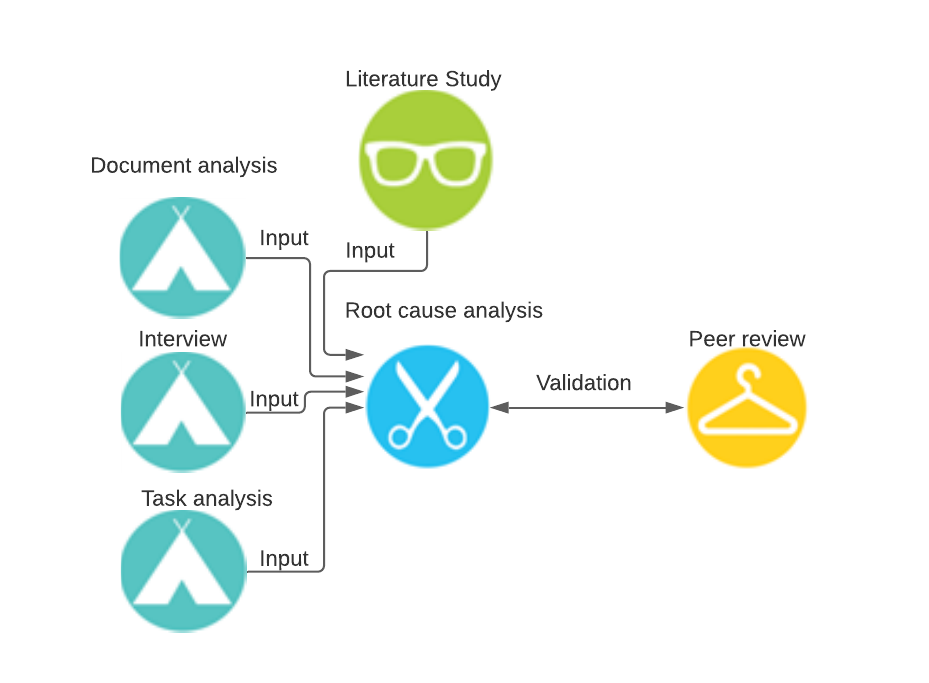 Literature Study
Document analysis
Input
Input
Root cause analysis
Interview
Peer review
Validation
Input
Task analysis
Input